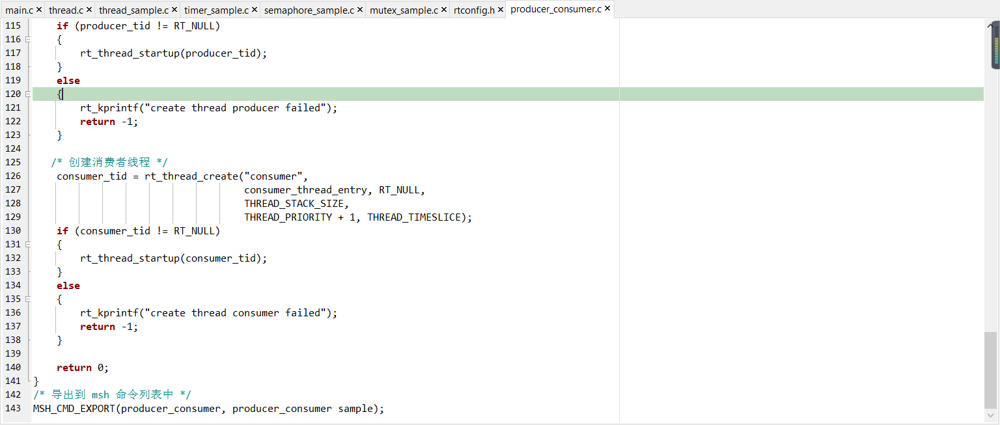 main.c thread.c thread_sample.c timer_sample.c semaphore_sample.c mutex_sample.c rtconfig.h producer_consumer.c
115     if (producer_tid != RT_NULL)
116     {
117         rt_thread_startup(producer_tid);
118     }
119     else
120     {
121         rt_kprintf("create thread producer failed");
122         return -1;
123     }
124
125    /* 创建消费者线程 */
126     consumer_tid = rt_thread_create("consumer",
127                                     consumer_thread_entry, RT_NULL,
128                                     THREAD_STACK_SIZE,
129                                     THREAD_PRIORITY + 1, THREAD_TIMESLICE);
130     if (consumer_tid != RT_NULL)
131     {
132         rt_thread_startup(consumer_tid);
133     }
134     else
135     {
136         rt_kprintf("create thread consumer failed");
137         return -1;
138     }
139
140     return 0;
141 }
142 /* 导出到 msh 命令列表中 */
143 MSH_CMD_EXPORT(producer_consumer, producer_consumer sample);